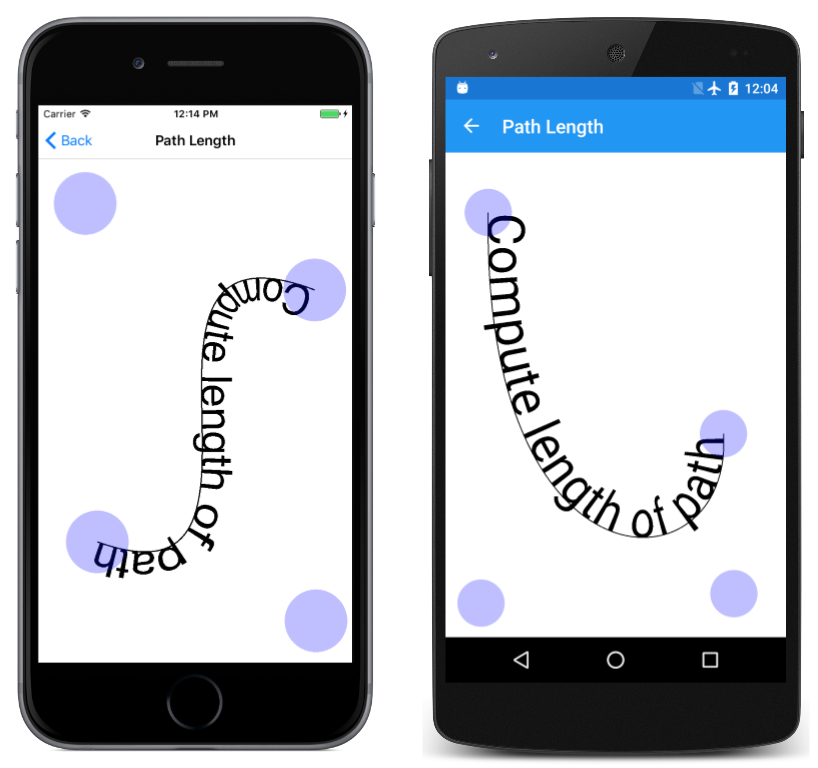 Carrier 12:14 PM
Back Path Length
Compute length of path
12:04
Path Length
Compute length of path